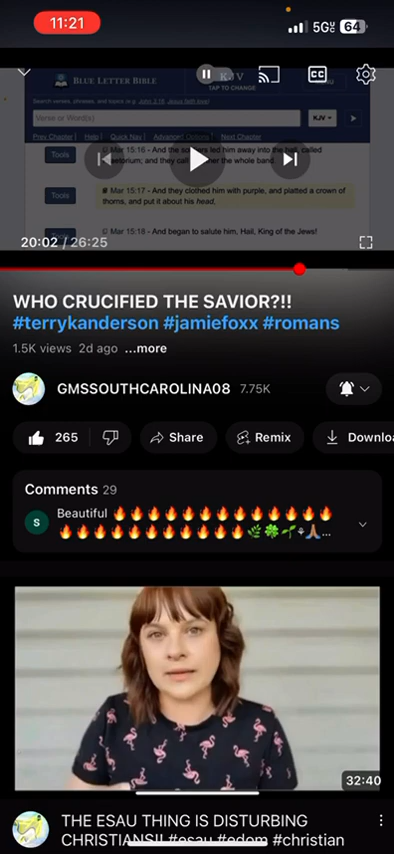 11:21
5G
64
BLUE LETTER BIBLE
KJV
TAP TO CHANGE
CC
Search verses, phrases, and topics (e.g. John 3:16, Jesus faith love)
Verse or Word(s)
KJV
Prev Chapter | Help | Quick Nav | Advanced Options | Next Chapter
Tools
Mar 15:16 - And the soldiers led him away into the hall, called
Praetorium; and they call together the whole band.
Tools
Mar 15:17 - And they clothed him with purple, and platted a crown of
thorns, and put it about his head,
Tools
Mar 15:18 - And began to salute him, Hail, King of the Jews!
20:02 / 26:25
WHO CRUCIFIED THE SAVIOR?!!
#terrykanderson #jamiefoxx #romans
1.5K views 2d ago ...more
GMSSOUTHCAROLINA08 7.75K
265
Share
Remix
Downloa
Comments 29
S
Beautiful 🔥🔥🔥🔥🔥🔥🔥🔥🔥🔥🔥🔥🔥
🔥🔥🔥🔥🔥🔥🔥🔥🔥🔥🔥🔥🔥🌿🍀🌱⚘🙏🏽...
32:40
THE ESAU THING IS DISTURBING
CHRISTIANS!! #esau #edom #christian